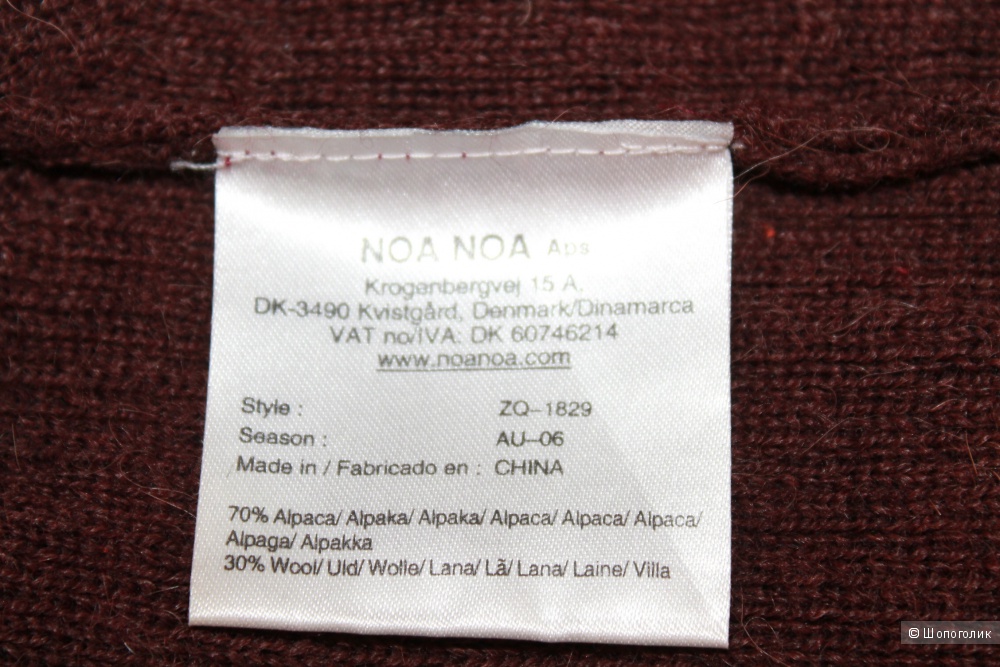 NOA NOA Aps
Krogenbergvej 15 A.
DK-3490 Kvistgård, Denmark/Dinamarca
VAT no/IVA: DK 60746214
www.noanoa.com
Style : ZQ-1829
Season : AU-06
Made in / Fabricado en : CHINA
70% Alpaca/ Alpaka/ Alpaka/ Alpaca/ Alpaca/ Alpaca/
Alpaga/ Alpakka
30% Wool/ Uld/ Wolle/ Lana/ Lã/ Lana/ Laine/ Villa
© Шопоголик